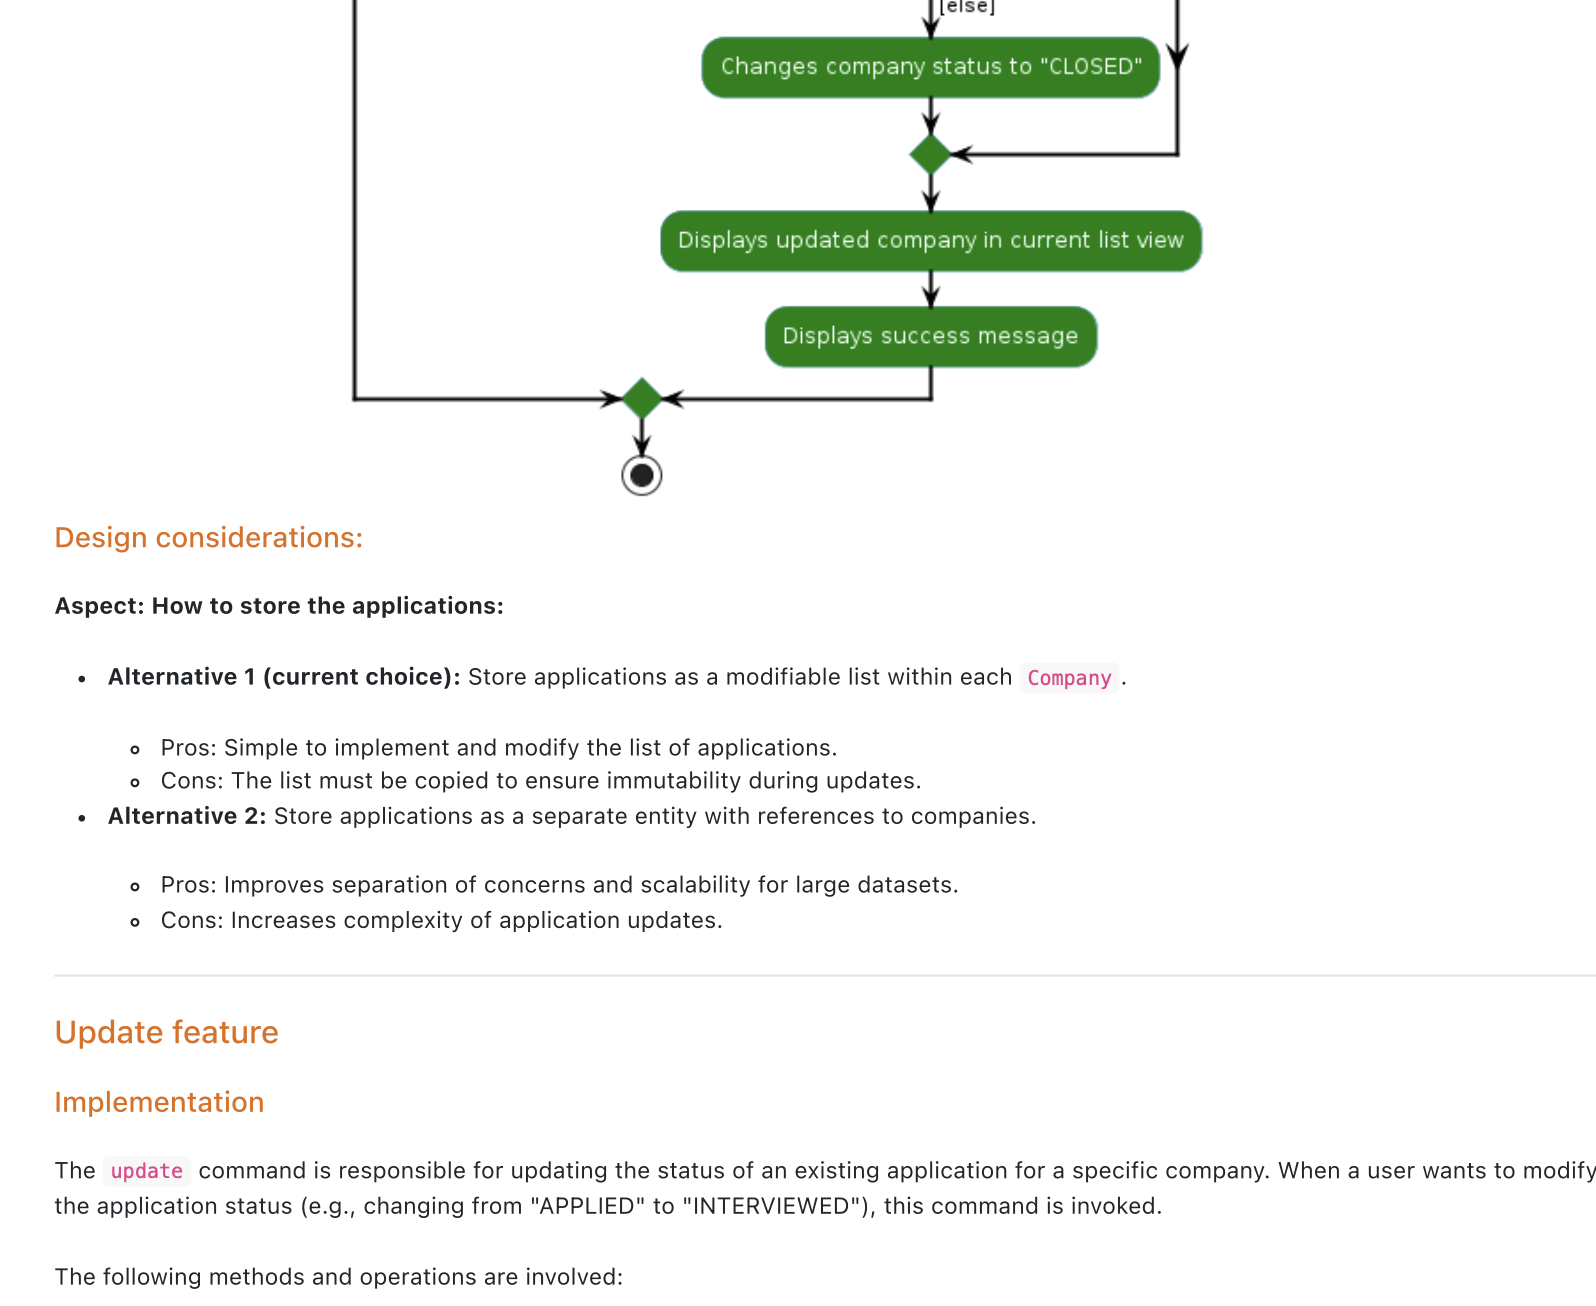 [else]
Changes company status to "CLOSED"
Displays updated company in current list view
Displays success message
Design considerations:
Aspect: How to store the applications:
• Alternative 1 (current choice): Store applications as a modifiable list within each Company.
Pros: Simple to implement and modify the list of applications.
Cons: The list must be copied to ensure immutability during updates.
• Alternative 2: Store applications as a separate entity with references to companies.
Pros: Improves separation of concerns and scalability for large datasets.
Cons: Increases complexity of application updates.
Update feature
Implementation
The update command is responsible for updating the status of an existing application for a specific company. When a user wants to modify
the application status (e.g., changing from "APPLIED" to "INTERVIEWED"), this command is invoked.
The following methods and operations are involved: